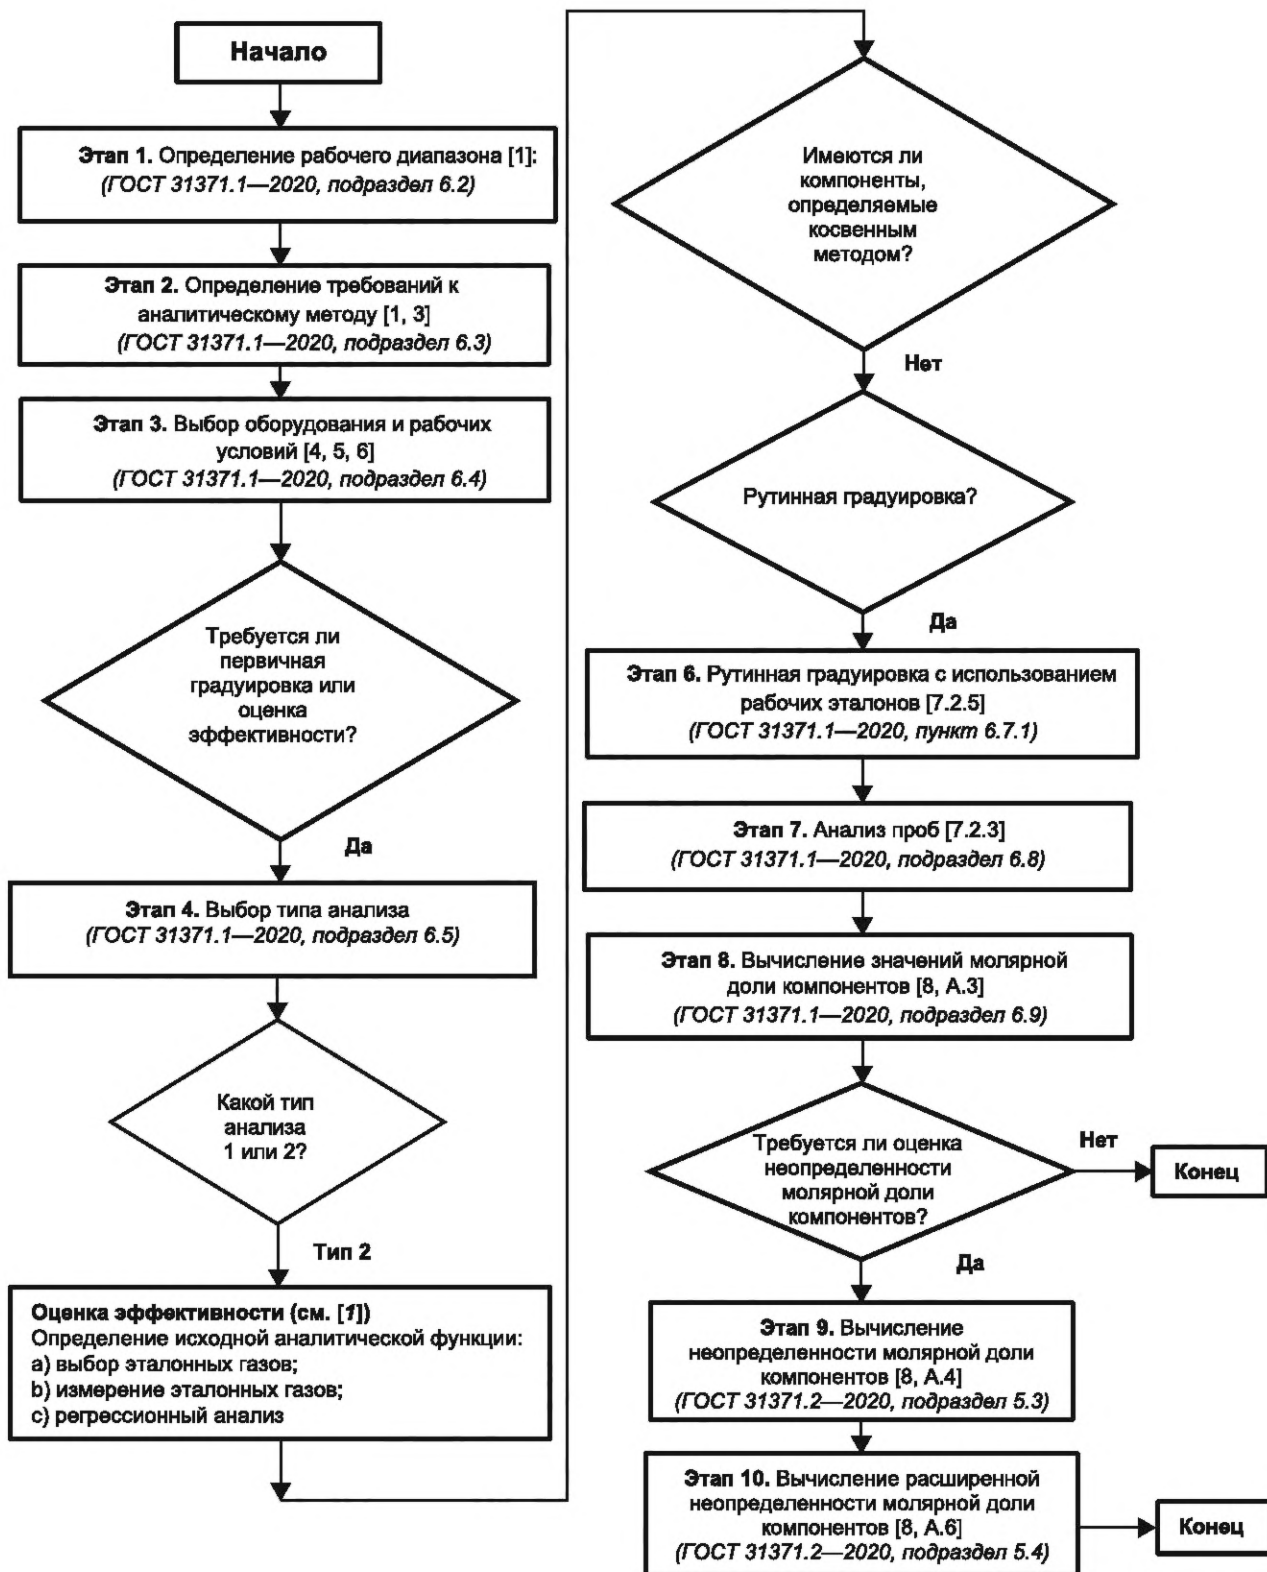 Начало
Этап 1. Определение рабочего диапазона [1]:
(ГОСТ 31371.1—2020, подраздел 6.2)
Этап 2. Определение требований к
аналитическому методу [1, 3]
(ГОСТ 31371.1—2020, подраздел 6.3)
Этап 3. Выбор оборудования и рабочих
условий [4, 5, 6]
(ГОСТ 31371.1—2020, подраздел 6.4)
Требуется ли
первичная
градуировка или
оценка
эффективности?
Да
Этап 4. Выбор типа анализа
(ГОСТ 31371.1—2020, подраздел 6.5)
Какой тип
анализа
1 или 2?
Тип 2
Оценка эффективности (см. [1])
Определение исходной аналитической функции:
a) выбор эталонных газов;
b) измерение эталонных газов;
c) регрессионный анализ
Имеются ли
компоненты,
определяемые
косвенным
методом?
Нет
Рутинная градуировка?
Да
Этап 6. Рутинная градуировка с использованием
рабочих эталонов [7.2.5]
(ГОСТ 31371.1—2020, пункт 6.7.1)
Этап 7. Анализ проб [7.2.3]
(ГОСТ 31371.1—2020, подраздел 6.8)
Этап 8. Вычисление значений молярной
доли компонентов [8, А.3]
(ГОСТ 31371.1—2020, подраздел 6.9)
Требуется ли оценка
неопределенности
молярной доли
компонентов?
Нет
Конец
Да
Этап 9. Вычисление
неопределенности молярной доли
компонентов [8, А.4]
(ГОСТ 31371.2—2020, подраздел 5.3)
Этап 10. Вычисление расширенной
неопределенности молярной доли
компонентов [8, А.6]
(ГОСТ 31371.2—2020, подраздел 5.4)
Конец